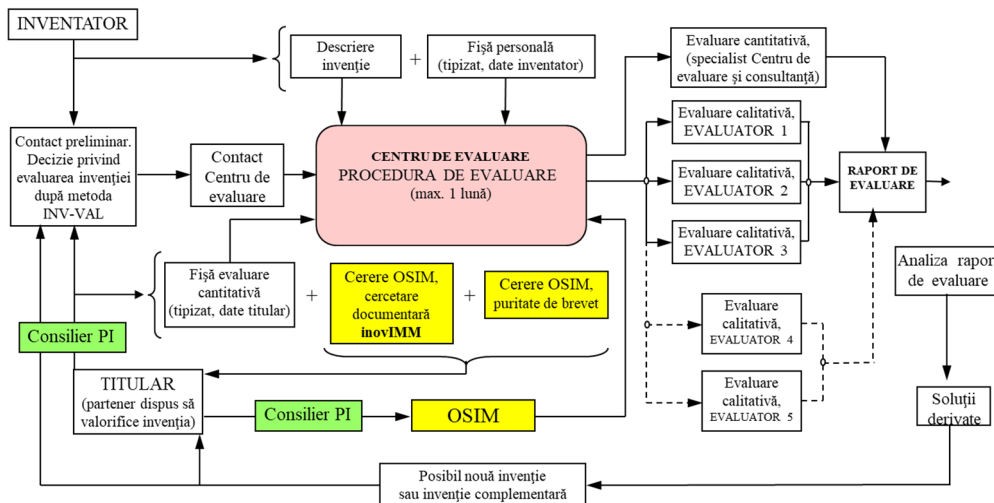 INVENTATOR
Descriere
invenție
+
Fișă personală
(tipizat, date inventator)
Evaluare cantitativă,
(specialist Centru de
evaluare și consultanță)
Contact preliminar.
Decizie privind
evaluarea invenției
după metoda
INV-VAL
Contact
Centru de
evaluare
CENTRU DE EVALUARE
PROCEDURA DE EVALUARE
(max. 1 lună)
Evaluare calitativă,
EVALUATOR 1
Evaluare calitativă,
EVALUATOR 2
Evaluare calitativă,
EVALUATOR 3
RAPORT DE
EVALUARE
Fișă evaluare
cantitativă
(tipizat, date titular)
+
Cerere OSIM,
cercetare
documentară
inovIMM
+
Cerere OSIM,
puritate de brevet
Analiza rapor
de evaluare
Evaluare
calitativă,
EVALUATOR 4
Evaluare
calitativă,
EVALUATOR 5
Consilier PI
TITULAR
(partener dispus să
valorifice invenția)
Consilier PI
OSIM
Soluții
derivate
Posibil nouă invenție
sau invenție complementară